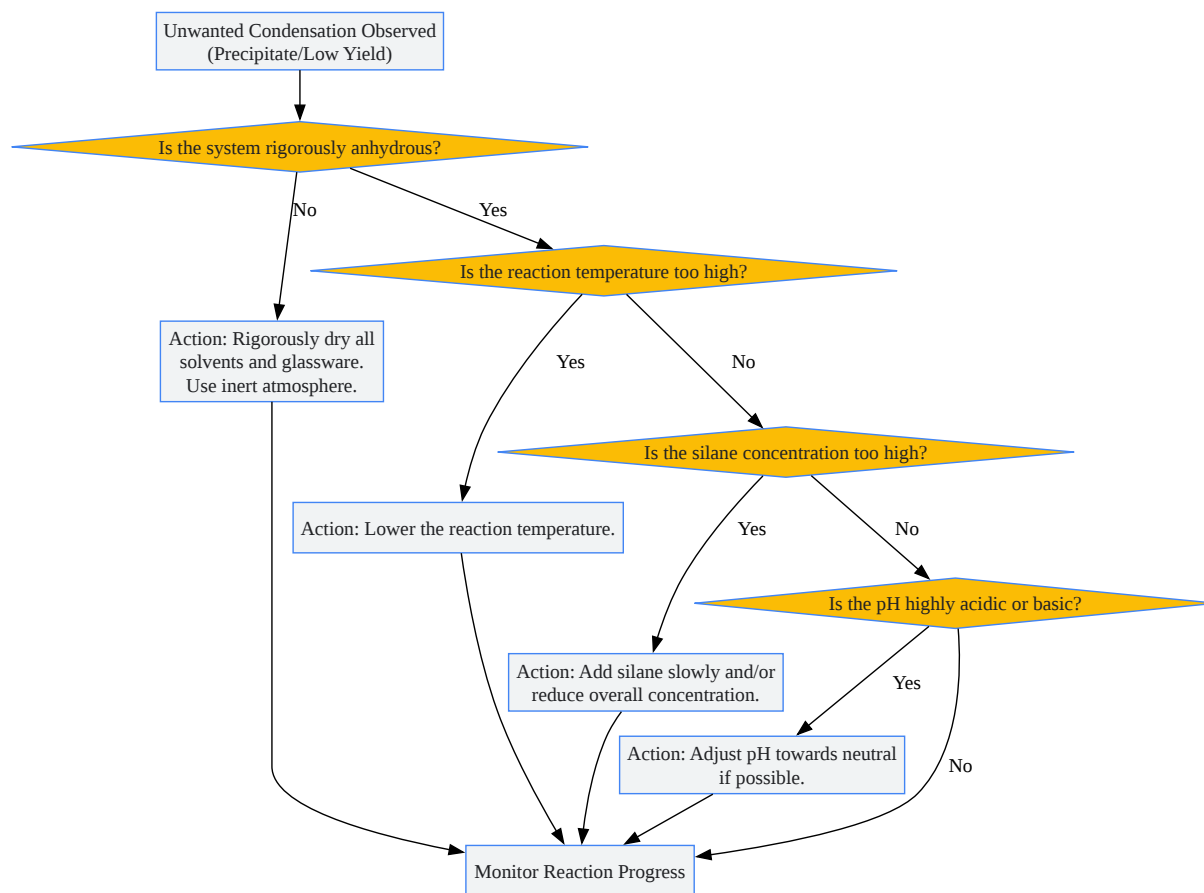 Unwanted Condensation Observed
(Precipitate/Low Yield)
Is the system rigorously anhydrous?
No
Yes
Is the reaction temperature too high?
Action: Rigorously dry all
solvents and glassware.
Use inert atmosphere.
Yes
No
Is the silane concentration too high?
Action: Lower the reaction temperature.
Yes
No
Is the pH highly acidic or basic?
Action: Add silane slowly and/or
reduce overall concentration.
Yes
Action: Adjust pH towards neutral
if possible.
No
Monitor Reaction Progress